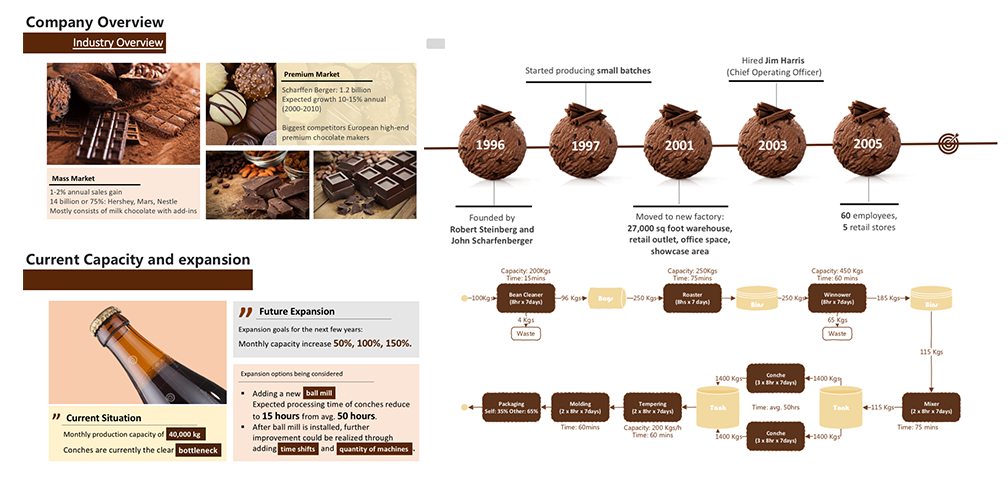 Company Overview
Industry Overview
Premium Market
Scharffen Berger: 1.2 billion
Expected growth 10-15% annual
(2000-2010)
Biggest competitors European high-end
premium chocolate makers
Mass Market
1-2% annual sales gain
14 billion or 75%: Hershey, Mars, Nestle
Mostly consists of milk chocolate with add-ins
Started producing small batches
Hired Jim Harris
(Chief Operating Officer)
1996
1997
2001
2003
2005
Founded by
Robert Steinberg and
John Scharfenberger
Moved to new factory:
27,000 sq foot warehouse,
retail outlet, office space,
showcase area
60 employees,
5 retail stores
Current Capacity and expansion
" Future Expansion
Expansion goals for the next few years:
Monthly capacity increase 50%, 100%, 150%.
Expansion options being considered
▪ Adding a new ball mill
Expected processing time of conches reduce
to 15 hours from avg. 50 hours.
▪ After ball mill is installed, further
improvement could be realized through
adding time shifts and quantity of machines.
" Current Situation
Monthly production capacity of 40,000 kg
Conches are currently the clear bottleneck
Capacity: 200Kgs
Time: 15mins
Capacity: 250Kgs
Time: 75mins
Capacity: 450 Kgs
Time: 60 mins
100Kgs
Bean Cleaner
(8hr x 7days)
96 Kgs
Bags
250 Kgs
Roaster
(8hs x 7 days)
Bins
250 Kgs
Winnower
(8hr x 7days)
185 Kgs
Bins
4 Kgs
Waste
65 Kgs
Waste
115 Kgs
1400 Kgs
Conche
(3 x 8hr x 7days)
1400 Kgs
Packaging
Self: 35% Other: 65%
Molding
(2 x 8hr x 7days)
Time: 60mins
Tempering
(2 x 8hr x 7days)
Capacity: 200 Kgs/h
Time: 60 mins
Tank
Time: avg. 50hrs
Tank
115 Kgs
Mixer
(2 x 8hr x 7days)
Time: 75 mins
1400 Kgs
Conche
(3 x 8hr x 7days)
1400 Kgs